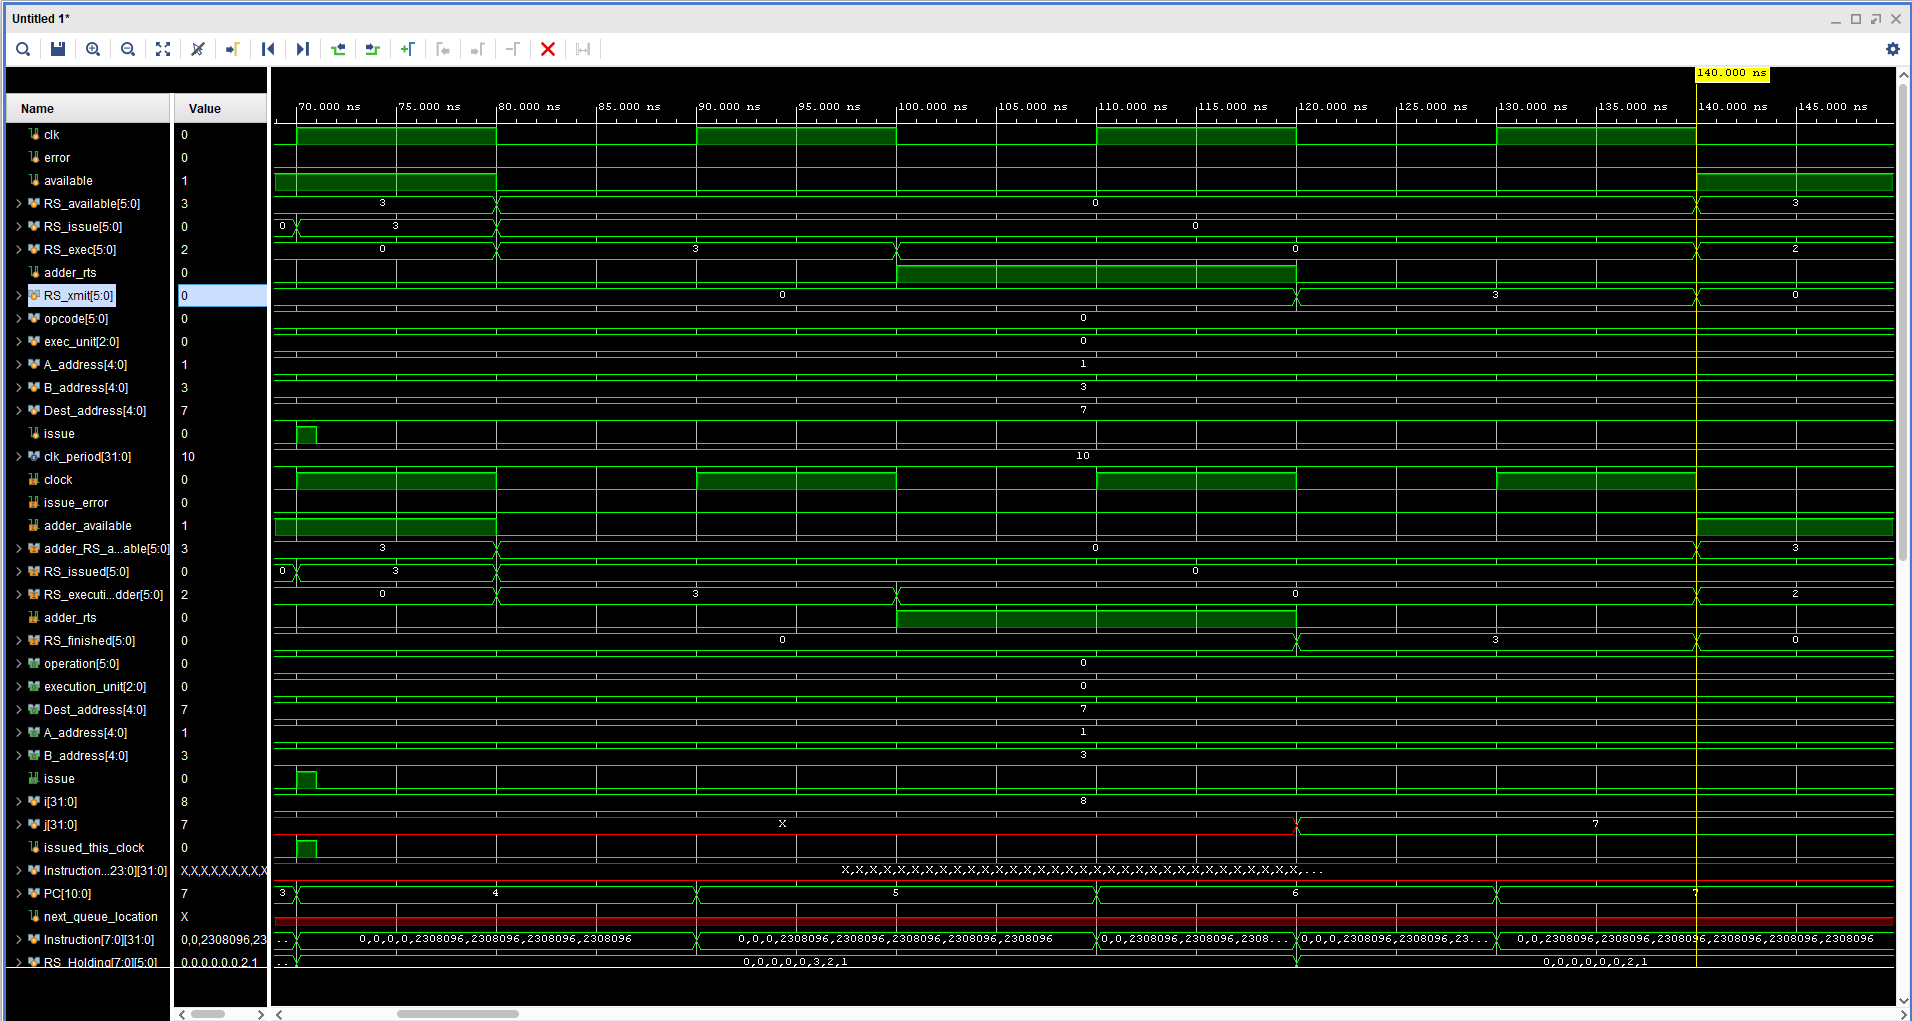 Untitled 1*
140.000 ns
Name Value
70.000 ns 75.000 ns 80.000 ns 85.000 ns 90.000 ns 95.000 ns 100.000 ns 105.000 ns 110.000 ns 115.000 ns 120.000 ns 125.000 ns 130.000 ns 135.000 ns 140.000 ns 145.000 ns
clk 0
error 0
available 1
RS_available[5:0] 3 3 0 3
RS_issue[5:0] 0 0 3 0
RS_exec[5:0] 2 0 3 0 2
adder_rts 0
RS_xmit[5:0] 0 0 3 0
opcode[5:0] 0 0
exec_unit[2:0] 0 0
A_address[4:0] 1 1
B_address[4:0] 3 3
Dest_address[4:0] 7 7
issue 0
clk_period[31:0] 10 10
clock 0
issue_error 0
adder_available 1
adder_RS_a...able[5:0] 3 3 0 3
RS_issued[5:0] 0 0 3 0
RS_executi...dder[5:0] 2 0 3 0 2
adder_rts 0
RS_finished[5:0] 0 0 3 0
operation[5:0] 0 0
execution_unit[2:0] 0 0
Dest_address[4:0] 7 7
A_address[4:0] 1 1
B_address[4:0] 3 3
issue 0
i[31:0] 8 8
j[31:0] 7 X 7
issued_this_clock 0
Instruction...23:0][31:0] X,X,X,X,X,X,X,X,X X,X,X,X,X,X,X,X,X,X,X,X,X,X,X,X,X,X,X,X,X,X,X,X,X,X,X,X,X,X,X,X,X,...
PC[10:0] 7 3 4 5 6 7
next_queue_location X
Instruction[7:0][31:0] 0,0,2308096,23 .. 0,0,0,0,0,2308096,2308096,2308096 0,0,0,0,2308096,2308096,2308096,2308096 0,0,0,2308096,2308096,2308... 0,0,0,2308096,2308096,23... 0,0,2308096,2308096,2308096,2308096,2308096,2308096
RS_Holding[7:0][5:0] 0,0,0,0,0,0,2,1 .. 0,0,0,0,0,3,2,1 0,0,0,0,0,0,2,1